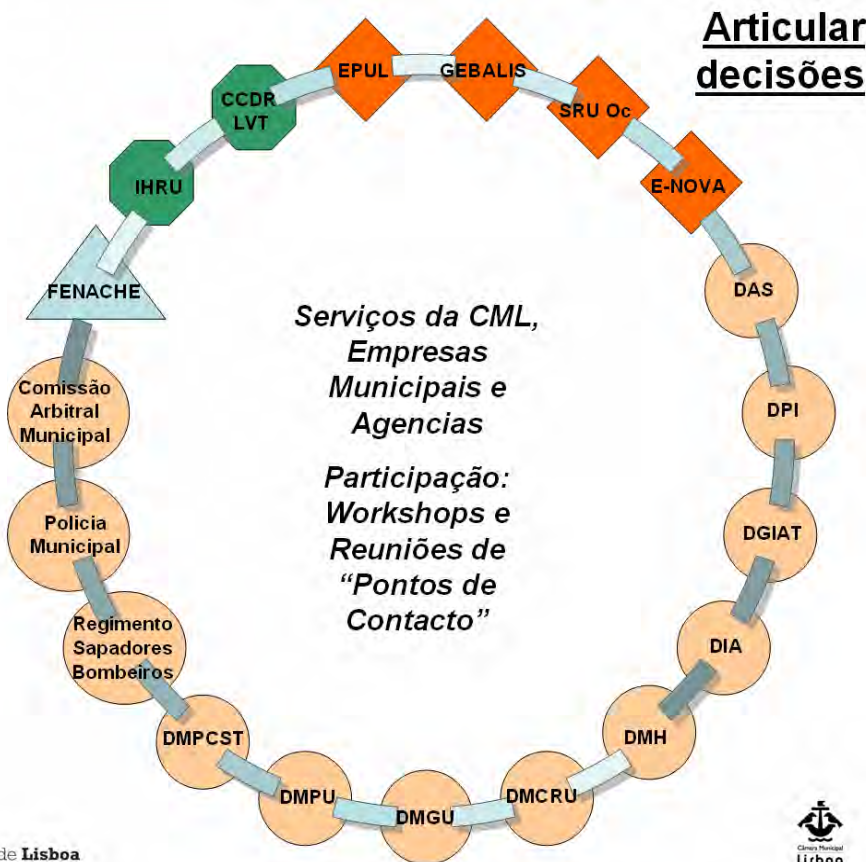 Articular
decisões
EPUL
GEBALIS
SRU Oc
E-NOVA
CCDR
LVT
IHRU
FENACHE
DAS
DPI
DGIAT
DIA
DMH
DMCRU
DMGU
DMPU
DMPCST
Regimento
Sapadores
Bombeiros
Policia
Municipal
Comissão
Arbitral
Municipal
Serviços da CML,
Empresas
Municipais e
Agencias
Participação:
Workshops e
Reuniões de
“Pontos de
Contacto”
de Lisboa
Câmara Municipal
Lisboa